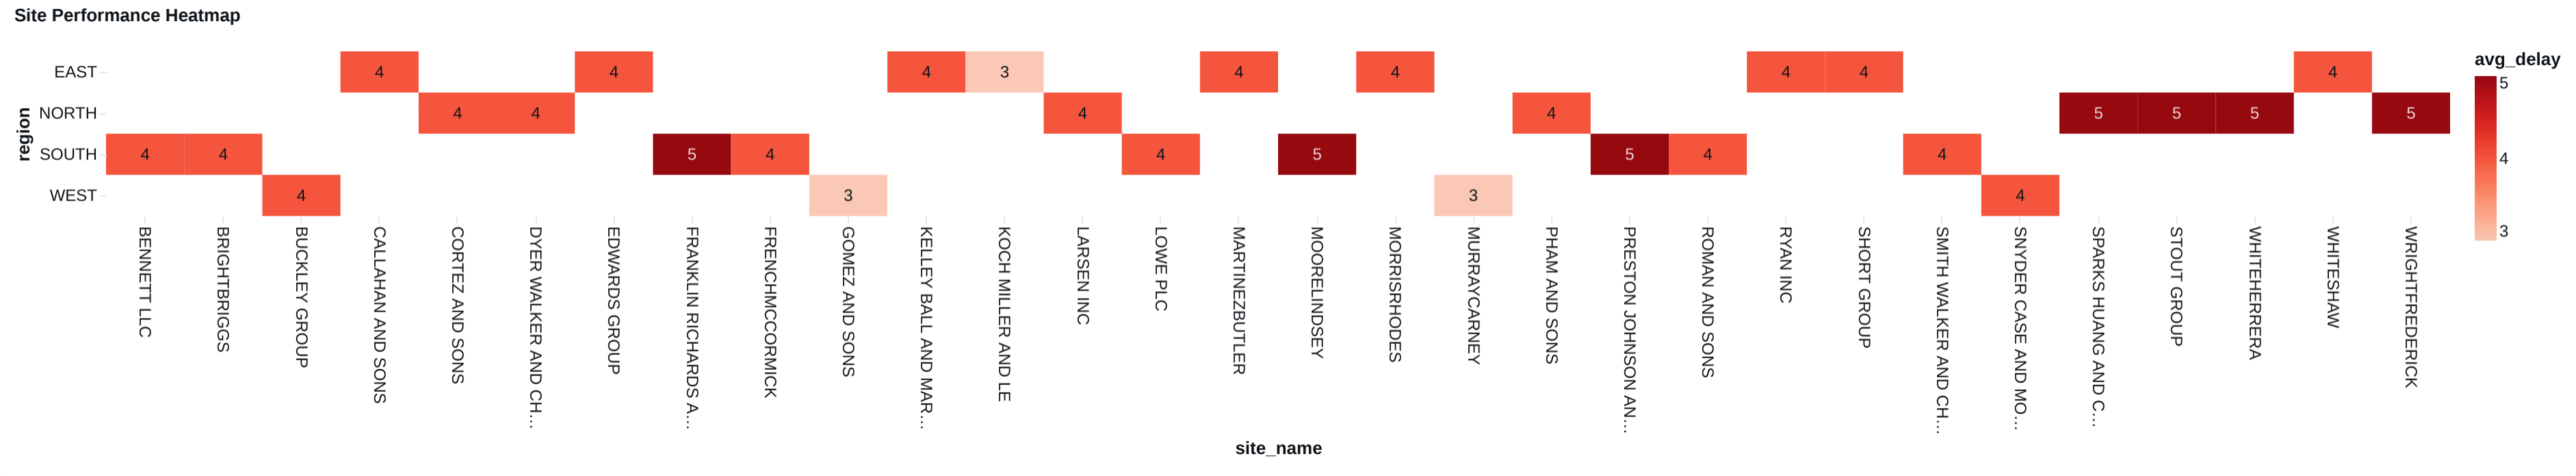 Site Performance Heatmap
avg_delay
5
4
3
region
EAST 4 4 4 3 4 4 4 4 4
NORTH 4 4 4 4 5 5 5 5
SOUTH 4 4 5 4 4 5 5 4 4
WEST 4 3 3 4
BENNETT LLC
BRIGHTBRIGGS
BUCKLEY GROUP
CALLAHAN AND SONS
CORTEZ AND SONS
DYER WALKER AND CH…
EDWARDS GROUP
FRANKLIN RICHARDS A…
FRENCHMCCORMICK
GOMEZ AND SONS
KELLEY BALL AND MAR…
KOCH MILLER AND LE
LARSEN INC
LOWE PLC
MARTINEZBUTLER
MOORELINDSEY
MORRISRHODES
MURRAYCARNEY
PHAM AND SONS
PRESTON JOHNSON AN…
ROMAN AND SONS
RYAN INC
SHORT GROUP
SMITH WALKER AND CH…
SNYDER CASE AND MO…
SPARKS HUANG AND C…
STOUT GROUP
WHITEHERRERA
WHITESHAW
WRIGHTFREDERICK
site_name